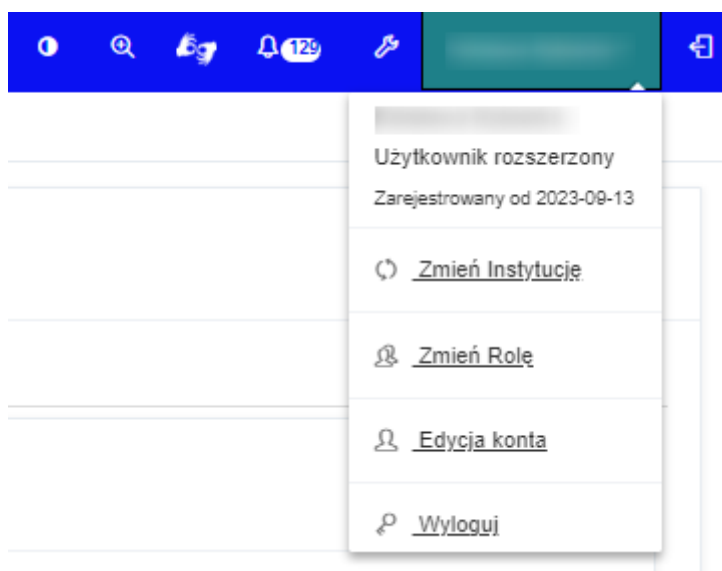 129
Użytkownik rozszerzony
Zarejestrowany od 2023-09-13
Zmień Instytucję
Zmień Rolę
Edycja konta
Wyloguj